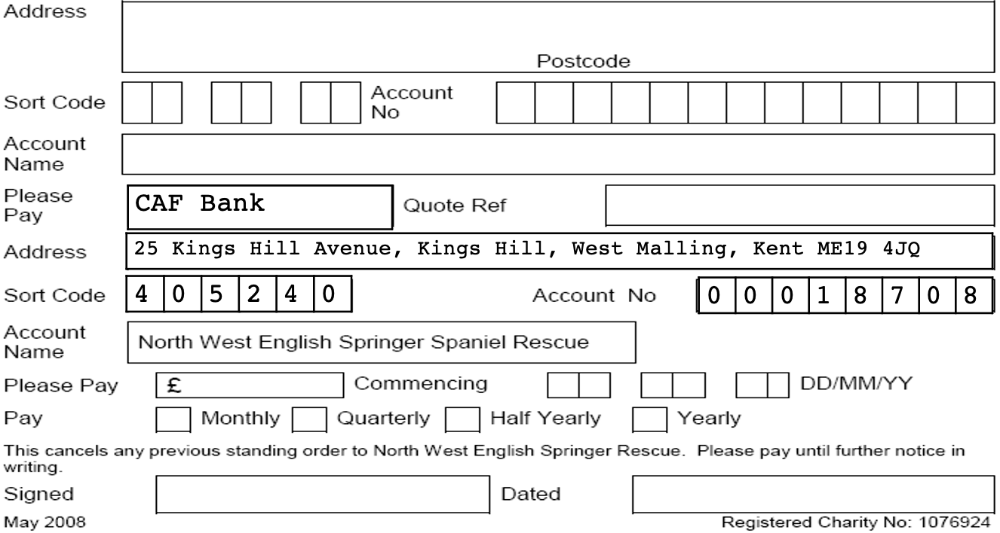 Address
Postcode
Sort Code Account No
Account Name
Please Pay CAF Bank Quote Ref
Address 25 Kings Hill Avenue, Kings Hill, West Malling, Kent ME19 4JQ
Sort Code 4 0 5 2 4 0 Account No 0 0 0 1 8 7 0 8
Account Name North West English Springer Spaniel Rescue
Please Pay £ Commencing DD/MM/YY
Pay Monthly Quarterly Half Yearly Yearly
This cancels any previous standing order to North West English Springer Rescue. Please pay until further notice in
writing.
Signed Dated
May 2008 Registered Charity No: 1076924